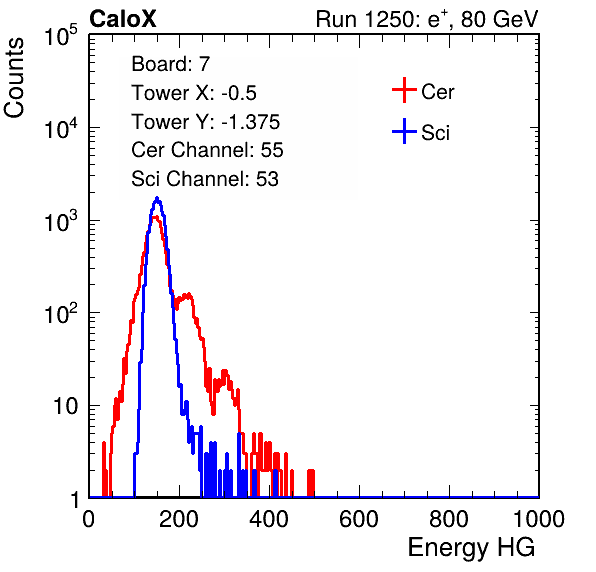 CaloX Run 1250: e⁺, 80 GeV
Counts
10⁵
10⁴
10³
10²
10
1
Board: 7
Tower X: -0.5
Tower Y: -1.375
Cer Channel: 55
Sci Channel: 53
Cer
Sci
0 200 400 600 800 1000
Energy HG